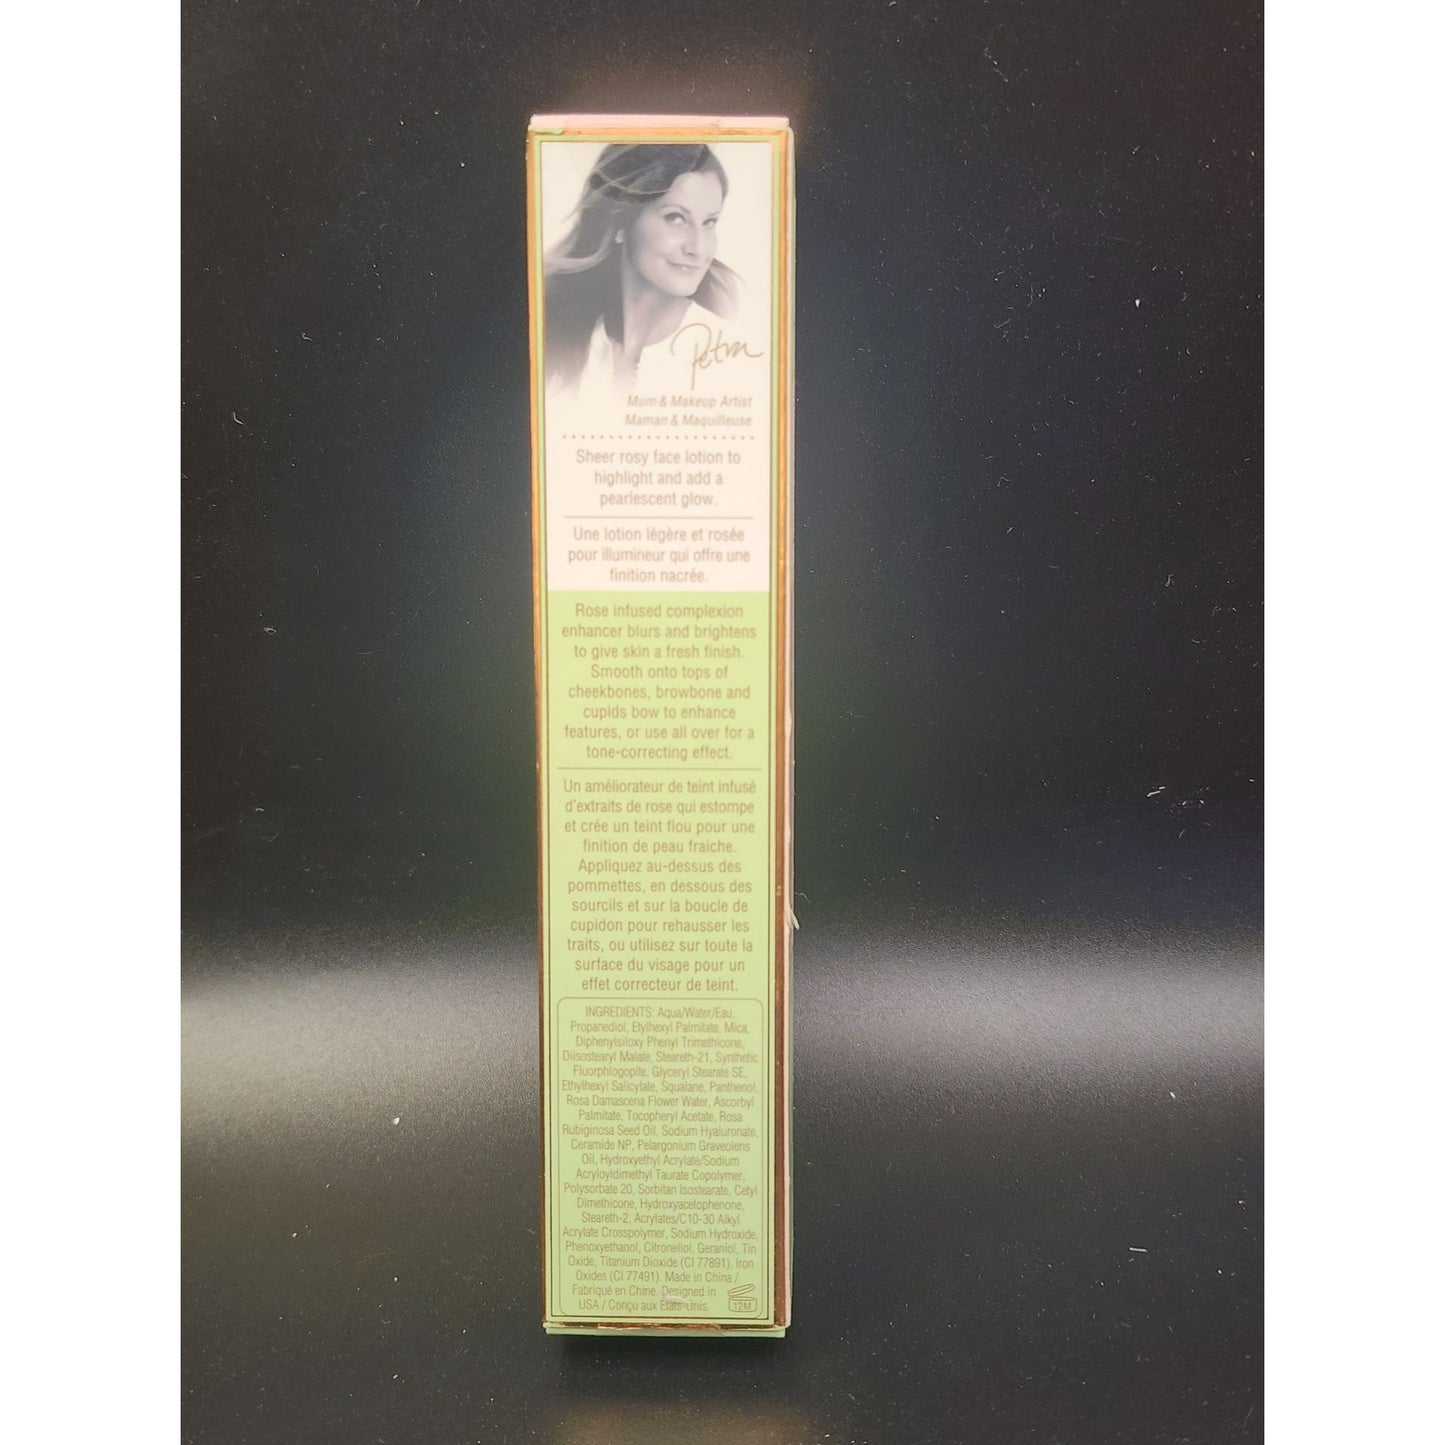 Petra
Mum & Makeup Artist
Maman & Maquilleuse
Sheer rosy face lotion to
highlight and add a
pearlescent glow.
Une lotion légère et rosée
pour illumineur qui offre une
finition nacrée.
Rose infused complexion
enhancer blurs and brightens
to give skin a fresh finish.
Smooth onto tops of
cheekbones, browbone and
cupids bow to enhance
features, or use all over for a
tone-correcting effect.
Un améliorateur de teint infusé
d'extraits de rose qui estompe
et crée un teint flou pour une
finition de peau fraiche.
Appliquez au-dessus des
pommettes, en dessous des
sourcils et sur la boucle de
cupidon pour rehausser les
traits, ou utilisez sur toute la
surface du visage pour un
effet correcteur de teint.
INGREDIENTS: Aqua/Water/Eau,
Propanediol, Etylhexyl Palmitate, Mica,
Diphenylsiloxy Phenyl Trimethicone,
Diisostearyl Malate, Steareth-21, Synthetic
Fluorphlogopite, Glyceryl Stearate SE,
Ethylhexyl Salicylate, Squalane, Panthenol,
Rosa Damascena Flower Water, Ascorbyl
Palmitate, Tocopheryl Acetate, Rosa
Rubiginosa Seed Oil, Sodium Hyaluronate,
Ceramide NP, Pelargonium Graveolens
Oil, Hydroxyethyl Acrylate/Sodium
Acryloyldimethyl Taurate Copolymer,
Polysorbate 20, Sorbitan Isostearate, Cetyl
Dimethicone, Hydroxyacetophenone,
Steareth-2, Acrylates/C10-30 Alkyl
Acrylate Crosspolymer, Sodium Hydroxide,
Phenoxyethanol, Citronellol, Geraniol, Tin
Oxide, Titanium Dioxide (CI 77891), Iron
Oxides (CI 77491). Made in China /
Fabriqué en Chine. Designed in
USA / Conçu aux États-Unis.
12M